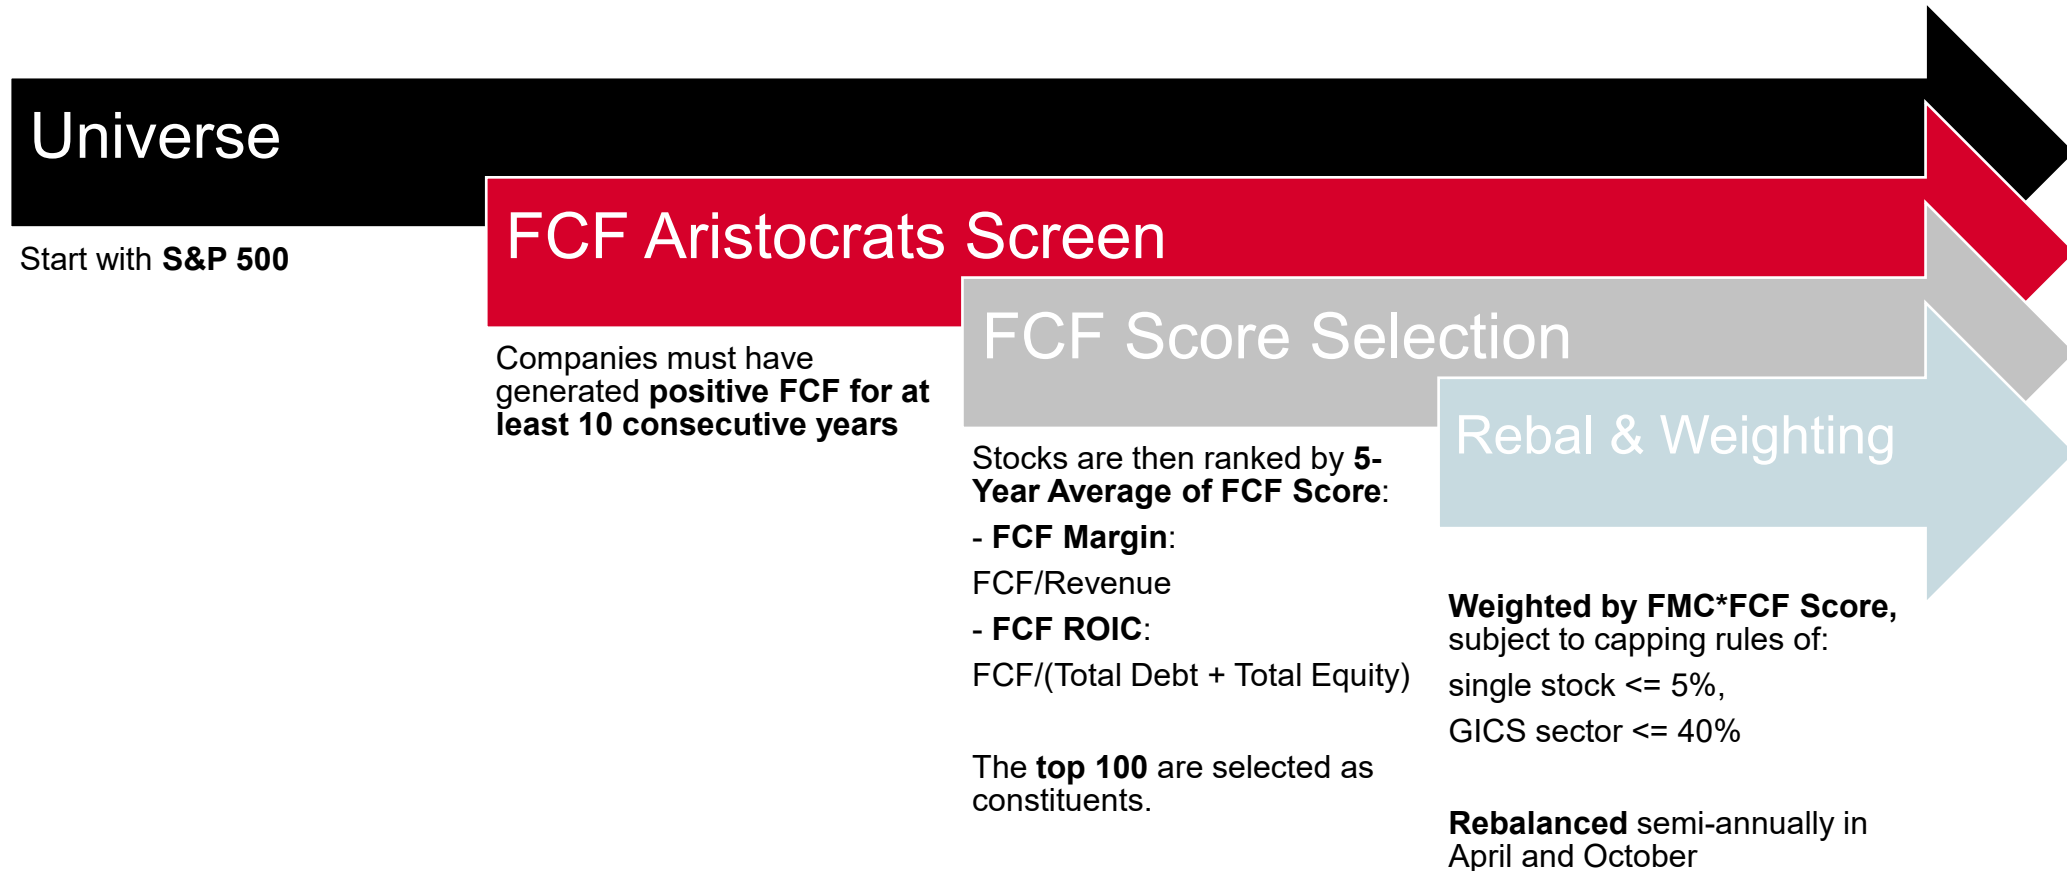 Universe
Start with S&P 500
FCF Aristocrats Screen
Companies must have
generated positive FCF for at
least 10 consecutive years
FCF Score Selection
Stocks are then ranked by 5-
Year Average of FCF Score:
- FCF Margin:
FCF/Revenue
- FCF ROIC:
FCF/(Total Debt + Total Equity)
The top 100 are selected as
constituents.
Rebal & Weighting
Weighted by FMC*FCF Score,
subject to capping rules of:
single stock <= 5%,
GICS sector <= 40%
Rebalanced semi-annually in
April and October